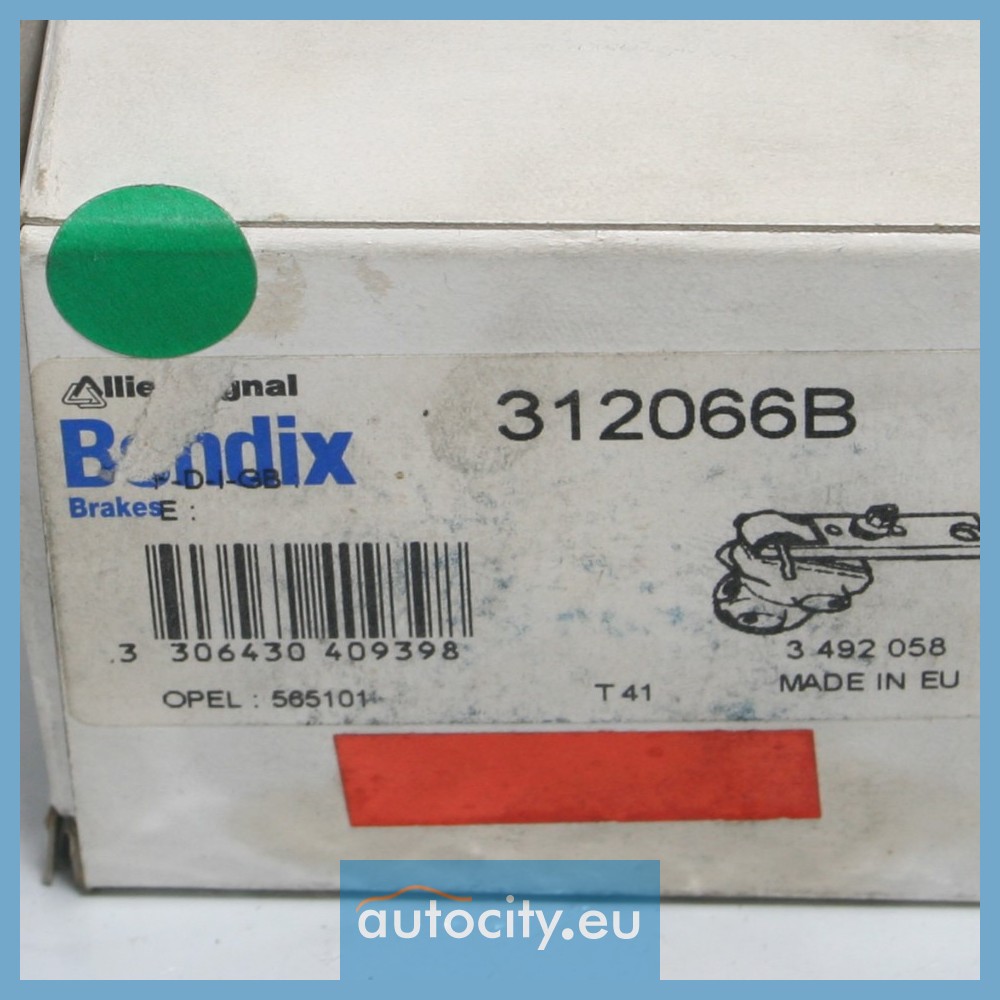 312066B
Bendix
F-D-I-GB
Brakes
E :
3 306430 409398
3 492 058
OPEL : 565101
T 41
MADE IN EU
autocity.eu